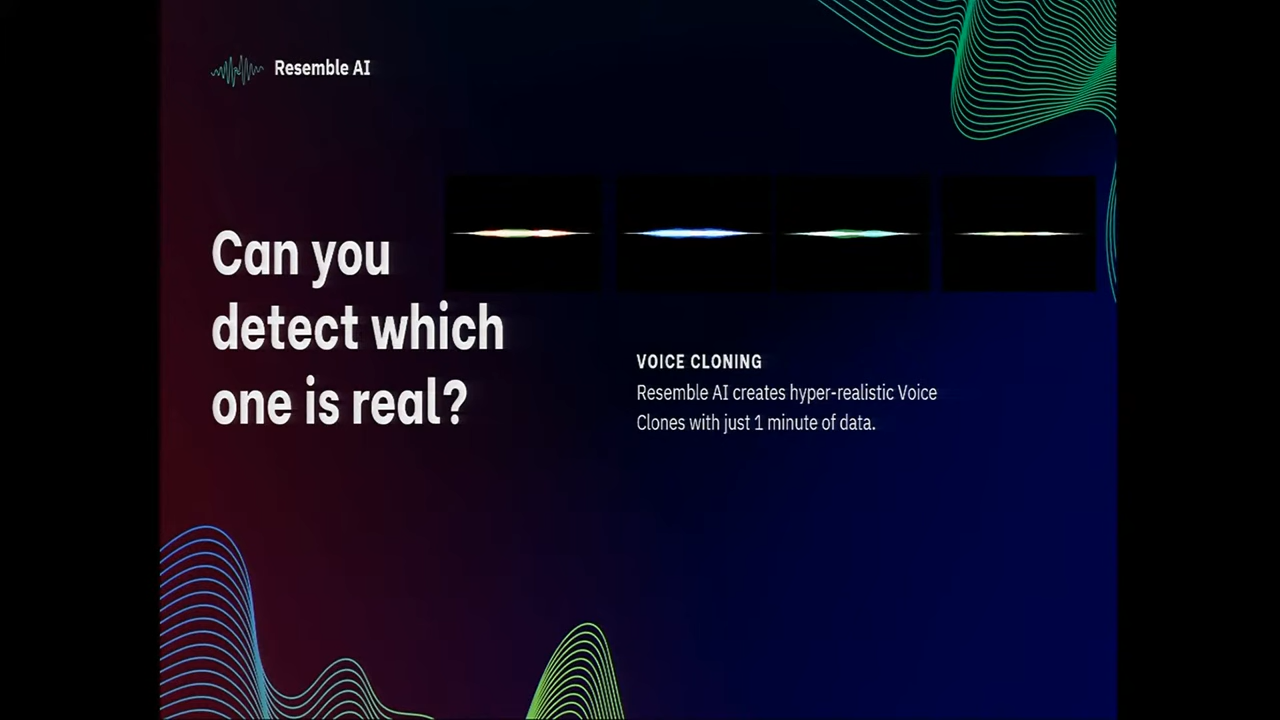 Resemble AI
Can you
detect which
one is real?
VOICE CLONING
Resemble AI creates hyper-realistic Voice
Clones with just 1 minute of data.